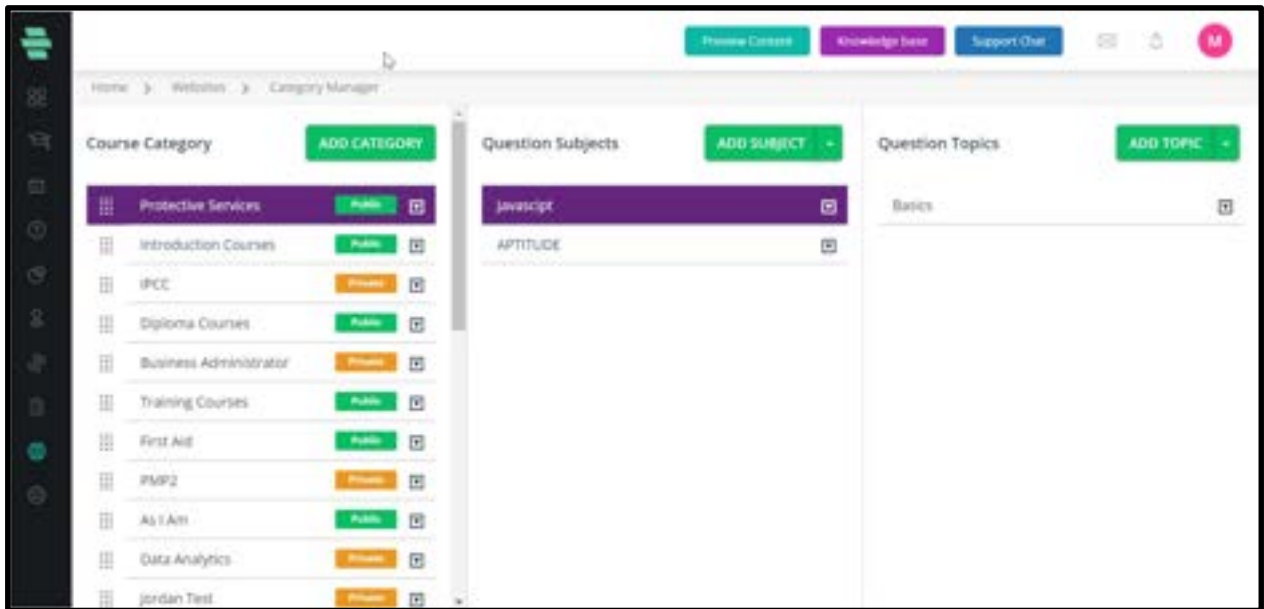 Preview Content Knowledge base Support Chat M
Home > Websites > Category Manager
Course Category ADD CATEGORY
Protective Services Public
Introduction Courses Public
IPCC Private
Diploma Courses Public
Business Administrator Private
Training Courses Public
First Aid Public
PMP2 Private
As I Am Public
Data Analytics Private
Jordan Test Private
Question Subjects ADD SUBJECT
Javascipt
APTITUDE
Question Topics ADD TOPIC
Basics